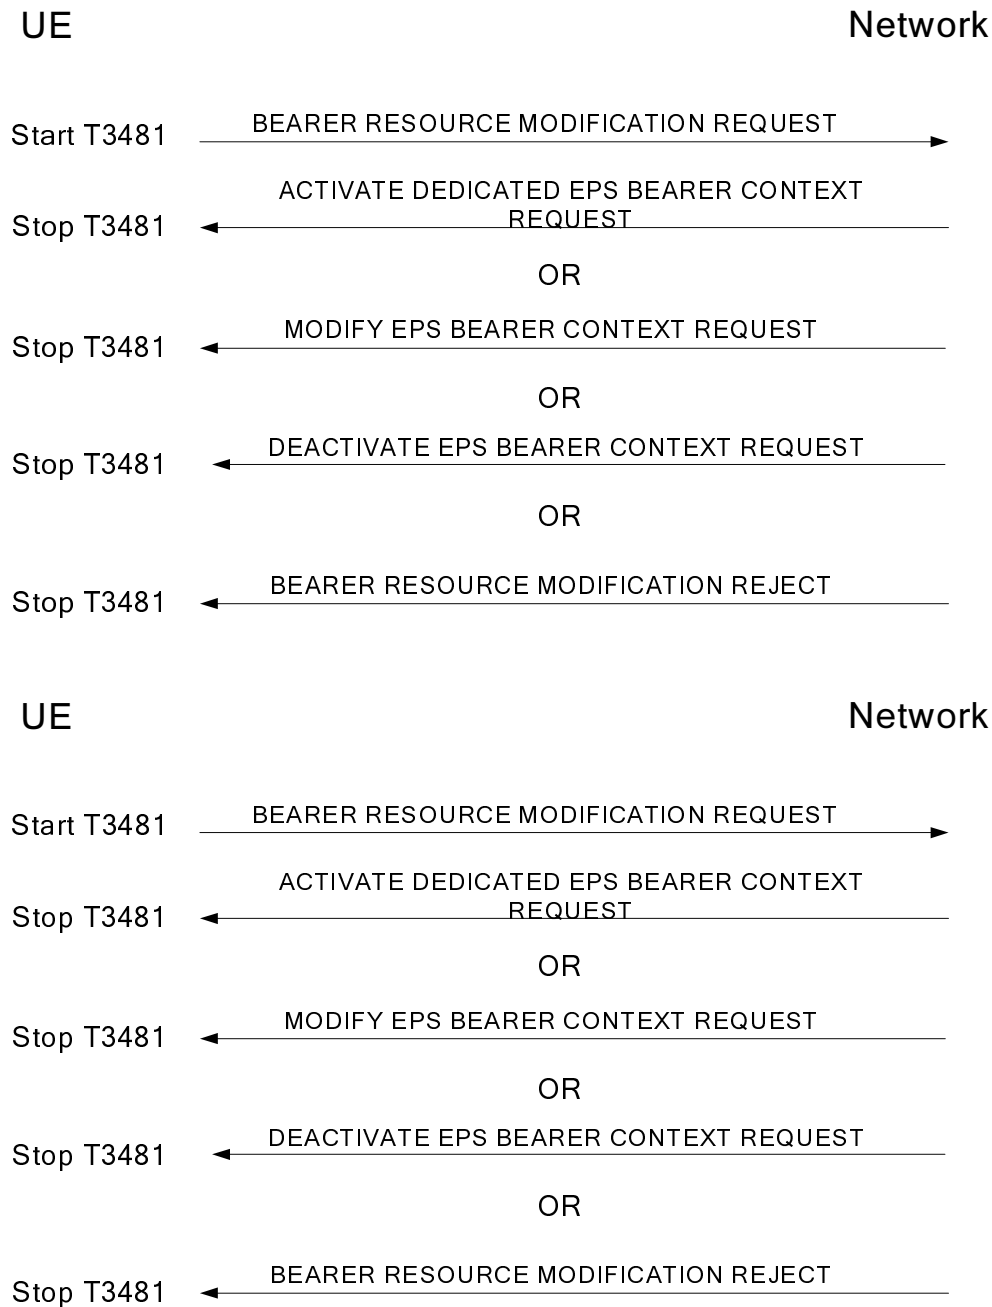 UE Network
Start T3481 BEARER RESOURCE MODIFICATION REQUEST
ACTIVATE DEDICATED EPS BEARER CONTEXT
REQUEST
Stop T3481
OR
MODIFY EPS BEARER CONTEXT REQUEST
Stop T3481
OR
DEACTIVATE EPS BEARER CONTEXT REQUEST
Stop T3481
OR
BEARER RESOURCE MODIFICATION REJECT
Stop T3481
UE Network
Start T3481 BEARER RESOURCE MODIFICATION REQUEST
ACTIVATE DEDICATED EPS BEARER CONTEXT
REQUEST
Stop T3481
OR
MODIFY EPS BEARER CONTEXT REQUEST
Stop T3481
OR
DEACTIVATE EPS BEARER CONTEXT REQUEST
Stop T3481
OR
BEARER RESOURCE MODIFICATION REJECT
Stop T3481